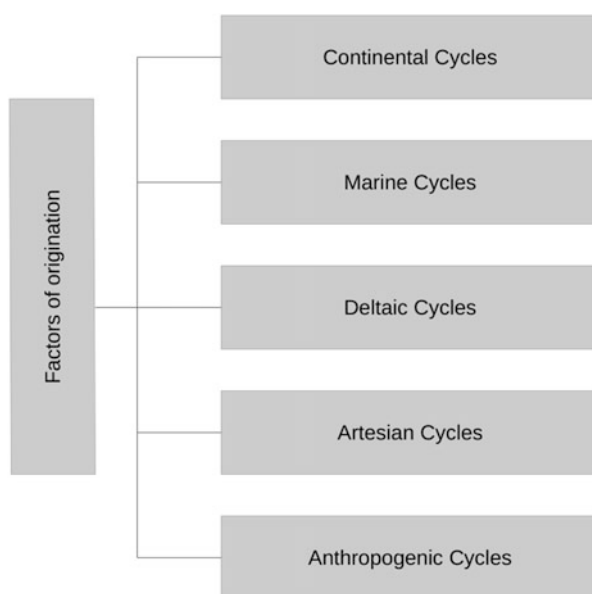 Factors of origination
Continental Cycles
Marine Cycles
Deltaic Cycles
Artesian Cycles
Anthropogenic Cycles